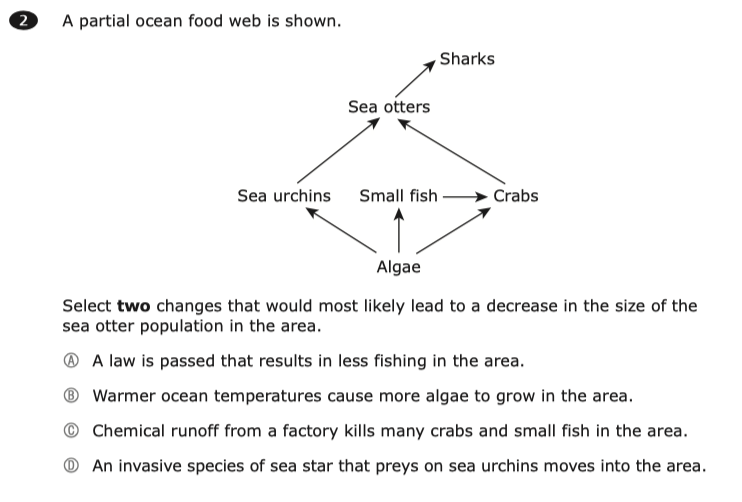 2 A partial ocean food web is shown.
Sharks
Sea otters
Sea urchins Small fish Crabs
Algae
Select two changes that would most likely lead to a decrease in the size of the
sea otter population in the area.
A A law is passed that results in less fishing in the area.
B Warmer ocean temperatures cause more algae to grow in the area.
C Chemical runoff from a factory kills many crabs and small fish in the area.
D An invasive species of sea star that preys on sea urchins moves into the area.